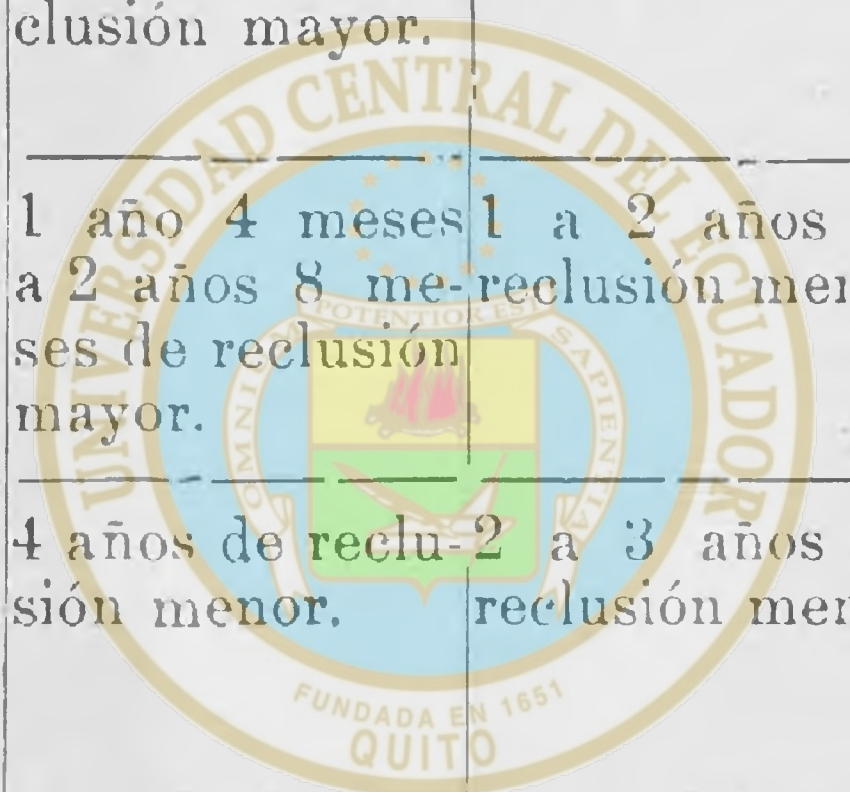 clusión mayor.
1 año 4 meses
a 2 años 8 me-
ses de reclusión
mayor.
1 a 2 años
reclusión
4 años de reclu-
sión menor.
2 a 3 años
reclusión
UNIVERSIDAD CENTRAL DEL ECUADOR
OMNIUM POTENTIOR EST SAPIENTIA
FUNDADA EN 1651
QUITO